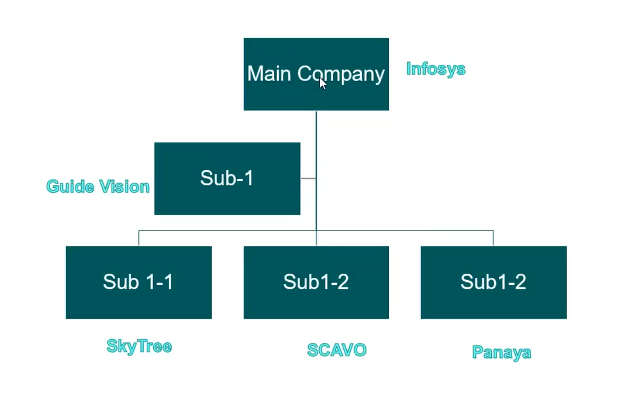 Main Company
Infosys
Sub-1
Guide Vision
Sub 1-1
Sub1-2
Sub1-2
SkyTree
SCAVO
Panaya